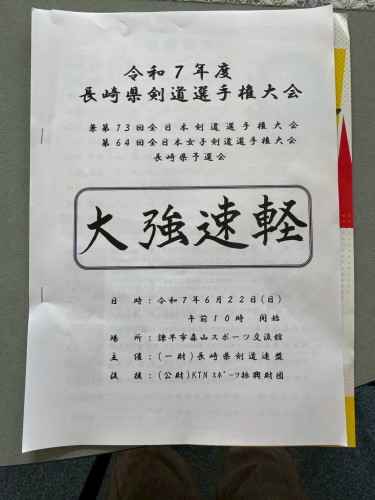 令和7年度
長崎県剣道選手権大会
兼第73回全日本剣道選手権大会
第64回全日本女子剣道選手権大会
長崎県予選会
大強速軽
日 時:令和7年6月22日(日)
午前10時 開始
場 所:諫早市森山スポーツ交流館
主 催:(一財)長崎県剣道連盟
後 援:(公財)KTNスポーツ振興財団